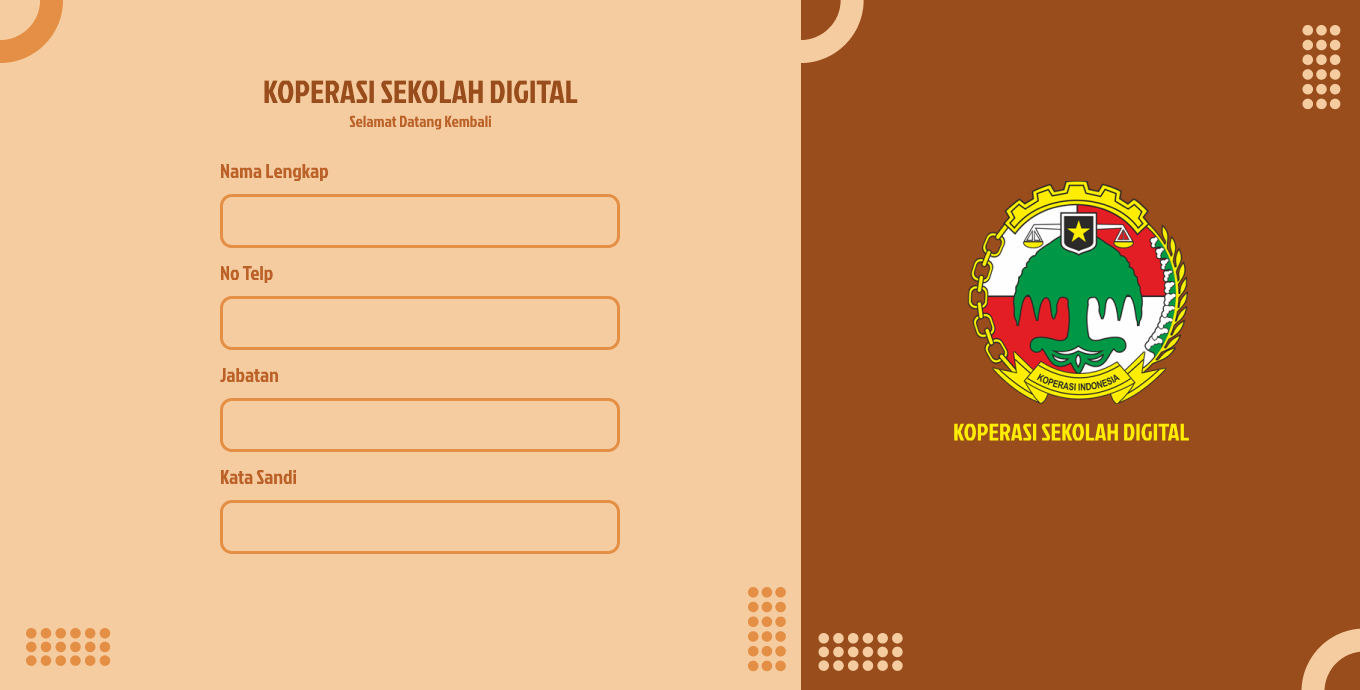 KOPERASI SEKOLAH DIGITAL
Selamat Datang Kembali
Nama Lengkap
No Telp
Jabatan
Kata Sandi
KOPERASI INDONESIA
KOPERASI SEKOLAH DIGITAL